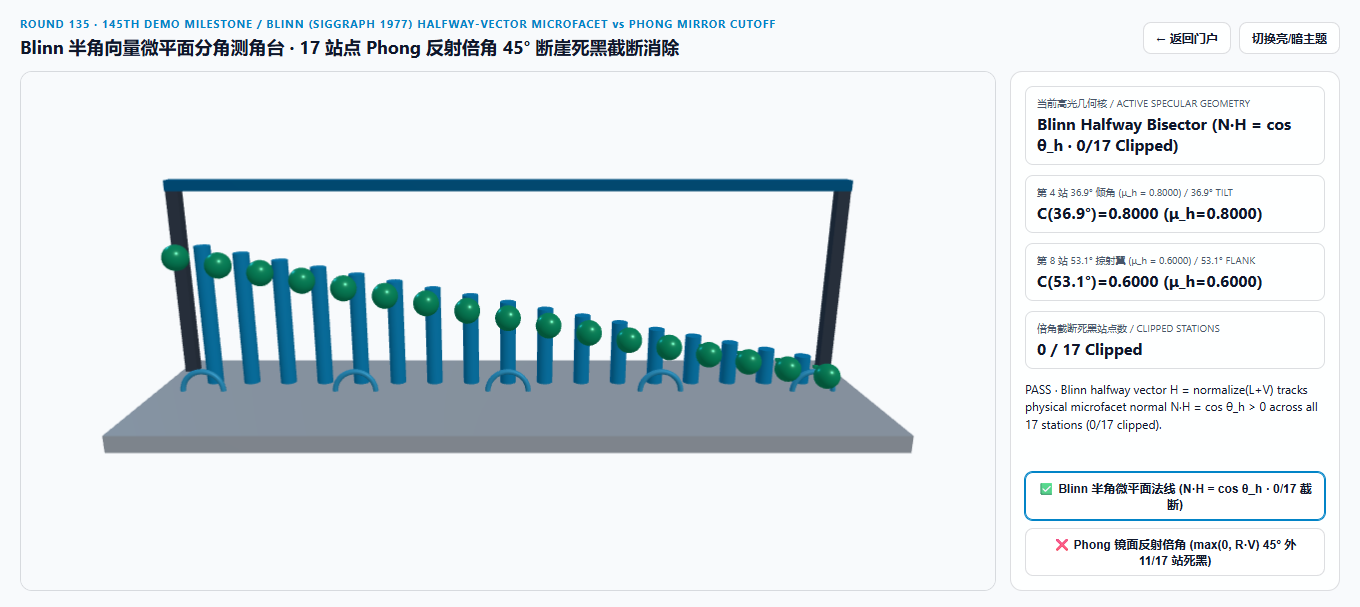 ROUND 135 · 145TH DEMO MILESTONE / BLINN (SIGGRAPH 1977) HALFWAY-VECTOR MICROFACET vs PHONG MIRROR CUTOFF
Blinn 半角向量微平面分角测角台 · 17 站点 Phong 反射倍角 45° 断崖死黑截断消除
← 返回门户
切换亮/暗主题
当前高光几何核 / ACTIVE SPECULAR GEOMETRY
Blinn Halfway Bisector (N·H = cos
θ_h · 0/17 Clipped)
第 4 站 36.9° 倾角 (μ_h = 0.8000) / 36.9° TILT
C(36.9°)=0.8000 (μ_h=0.8000)
第 8 站 53.1° 掠射翼 (μ_h = 0.6000) / 53.1° FLANK
C(53.1°)=0.6000 (μ_h=0.6000)
倍角截断死黑站点数 / CLIPPED STATIONS
0 / 17 Clipped
PASS · Blinn halfway vector H = normalize(L+V) tracks
physical microfacet normal N·H = cos θ_h > 0 across all
17 stations (0/17 clipped).
✅ Blinn 半角微平面法线 (N·H = cos θ_h · 0/17 截
断)
❌ Phong 镜面反射倍角 (max(0, R·V) 45° 外
11/17 站死黑)